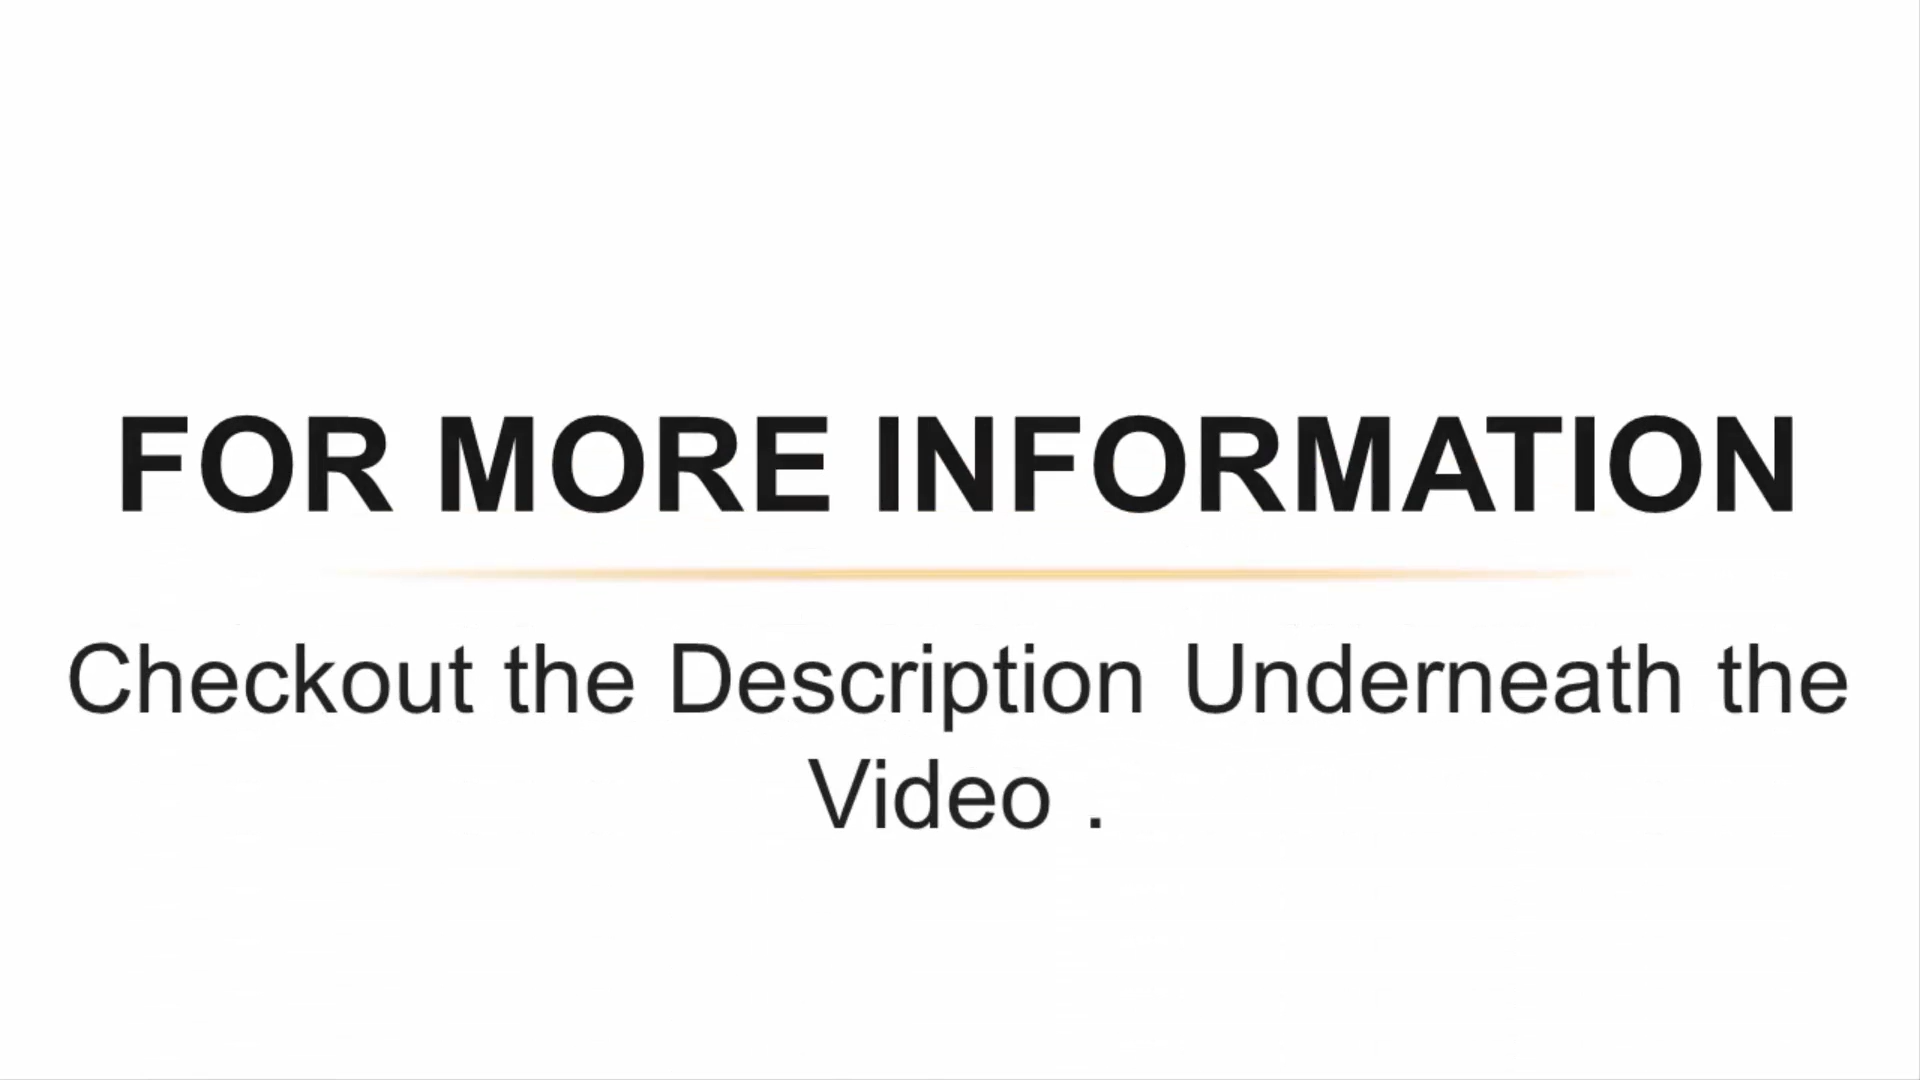 FOR MORE INFORMATION
Checkout the Description Underneath the
Video .